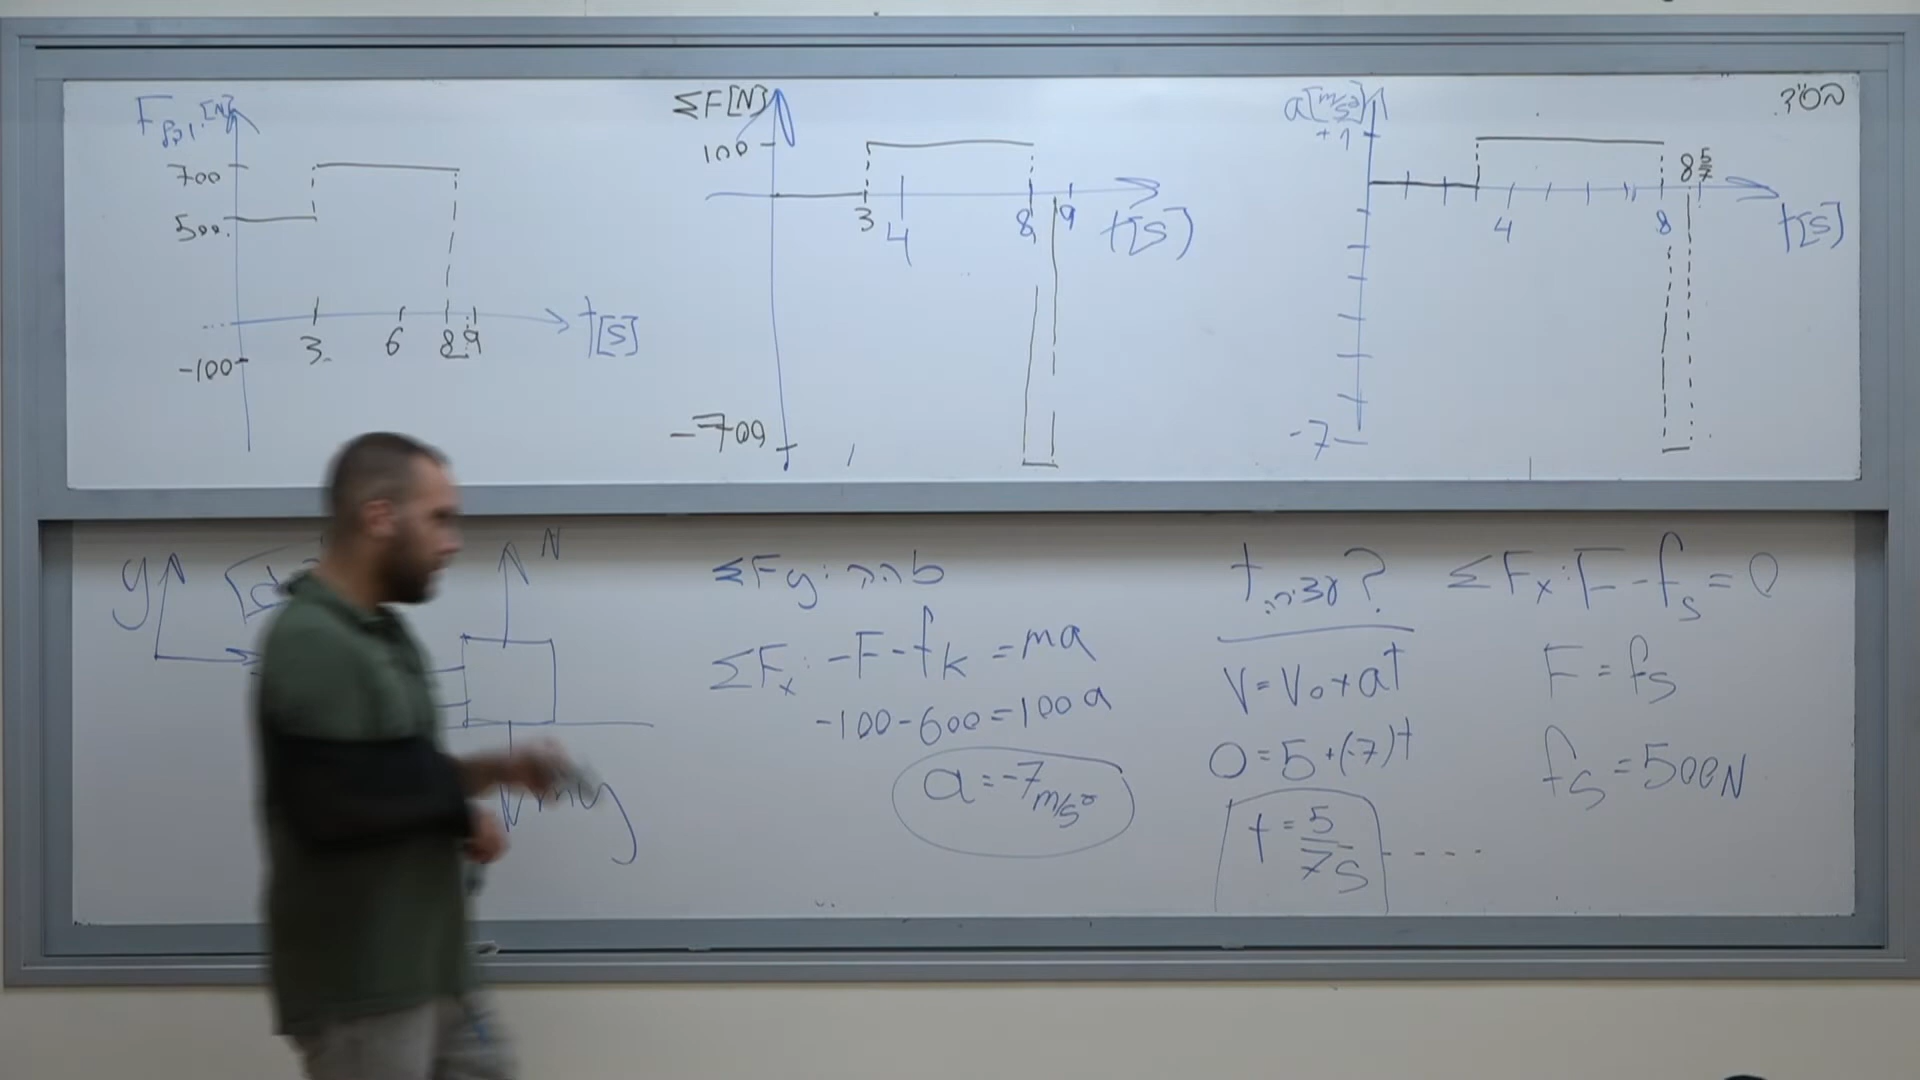 F [N]
700
500
-100
3 6 8 9
t[s]
ΣF[N]
100
-700
3 4 8 9
t[s]
a[m/s²]
+1
-7
4 8
8 5/7
t[s]
y
N
mg
ΣFy:
ΣFx: -F-fk = ma
-100-600=100a
a=-7 m/s²
t עצירה?
V=V₀+at
0=5+(-7)t
t=5/7 s
ΣFx: F-fs=0
F=fs
fs=500N